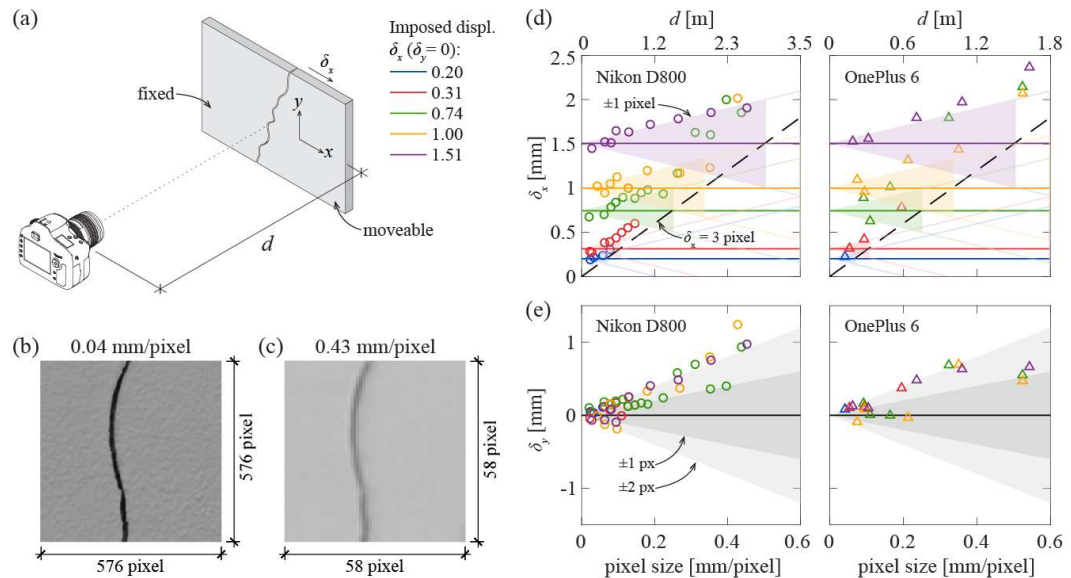 (a)
Imposed displ.
δx (δy = 0):
0.20
0.31
0.74
1.00
1.51
fixed
δx
y
x
moveable
d
(b) 0.04 mm/pixel
576 pixel
576 pixel
(c) 0.43 mm/pixel
58 pixel
58 pixel
(d)
d [m]
0 1.2 2.3 3.5
Nikon D800
±1 pixel
δx = 3 pixel
δx [mm]
2.5
2
1.5
1
0.5
0
d [m]
0 0.6 1.2 1.8
OnePlus 6
(e)
Nikon D800
±1 px
±2 px
δy [mm]
1
0
-1
0 0.2 0.4 0.6
pixel size [mm/pixel]
OnePlus 6
0 0.2 0.4 0.6
pixel size [mm/pixel]